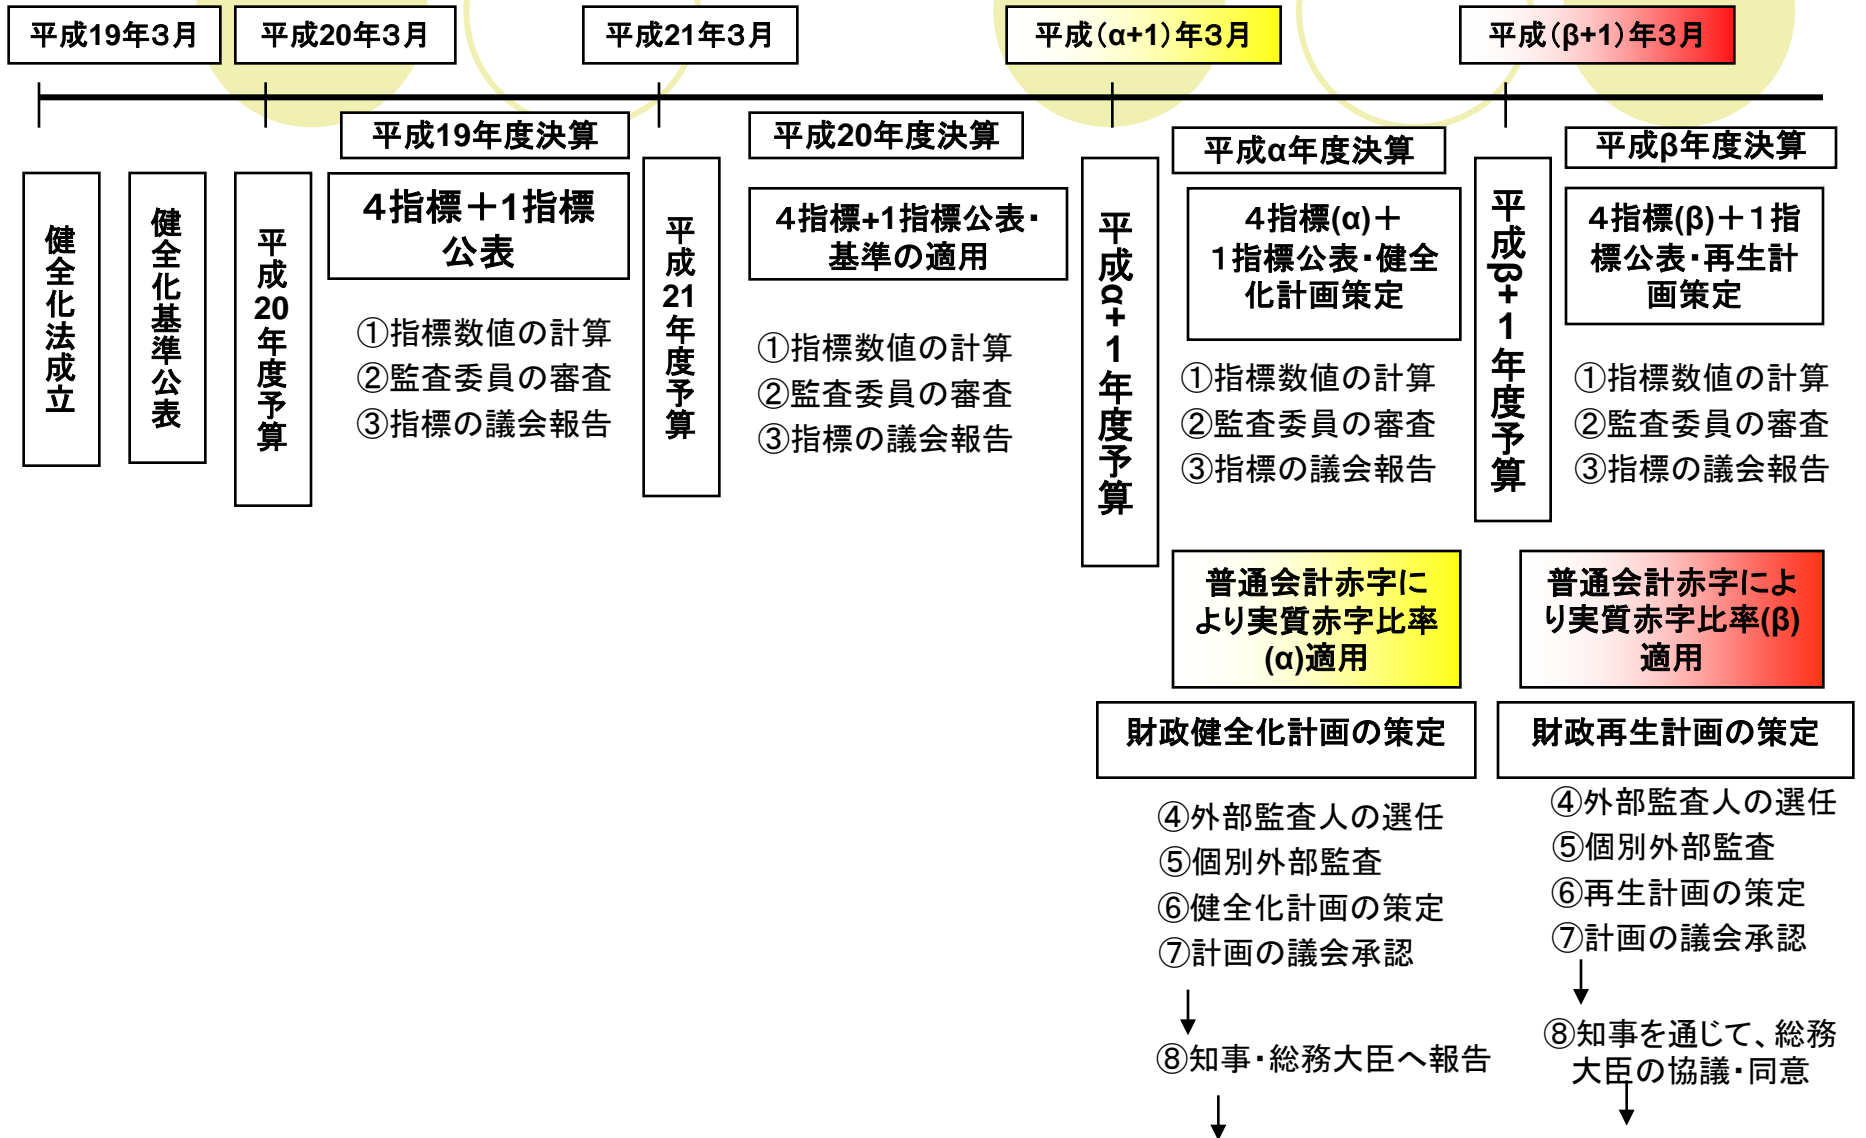 平成19年3月
平成20年3月
平成21年3月
平成(α+1)年3月
平成(β+1)年3月
健全化法成立
健全化基準公表
平成20年度予算
平成19年度決算
4指標＋1指標
公表
①指標数値の計算
②監査委員の審査
③指標の議会報告
平成21年度予算
平成20年度決算
4指標+1指標公表・
基準の適用
①指標数値の計算
②監査委員の審査
③指標の議会報告
平成α+1年度予算
平成α年度決算
4指標(α)＋
1指標公表・健全
化計画策定
①指標数値の計算
②監査委員の審査
③指標の議会報告
普通会計赤字に
より実質赤字比率
(α)適用
財政健全化計画の策定
④外部監査人の選任
⑤個別外部監査
⑥健全化計画の策定
⑦計画の議会承認
⑧知事・総務大臣へ報告
平成β+1年度予算
平成β年度決算
4指標(β)＋1指
標公表・再生計
画策定
①指標数値の計算
②監査委員の審査
③指標の議会報告
普通会計赤字によ
り実質赤字比率(β)
適用
財政再生計画の策定
④外部監査人の選任
⑤個別外部監査
⑥再生計画の策定
⑦計画の議会承認
⑧知事を通じて、総務
大臣の協議・同意